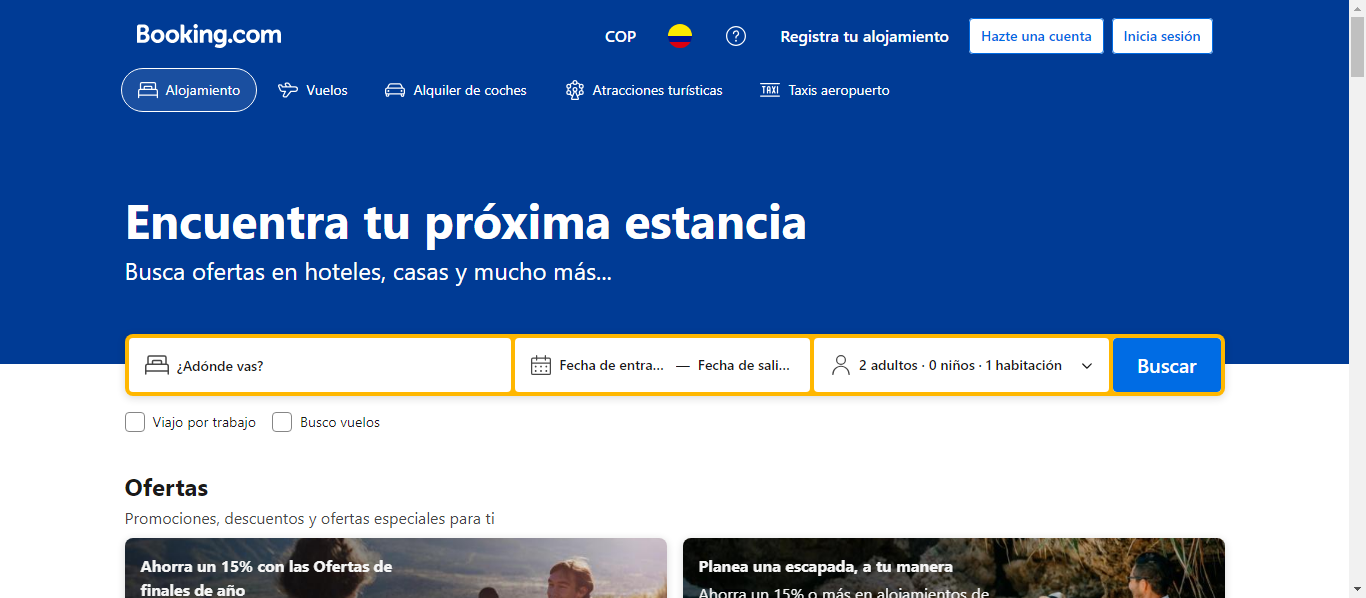 Booking.com
COP
Registra tu alojamiento
Hazte una cuenta
Inicia sesión
Alojamiento
Vuelos
Alquiler de coches
Atracciones turísticas
TAXI
Taxis aeropuerto
Encuentra tu próxima estancia
Busca ofertas en hoteles, casas y mucho más...
¿Adónde vas?
Fecha de entra... — Fecha de sali...
2 adultos · 0 niños · 1 habitación
Buscar
Viajo por trabajo
Busco vuelos
Ofertas
Promociones, descuentos y ofertas especiales para ti
Ahorra un 15% con las Ofertas de
finales de año
Planea una escapada, a tu manera
Ahorra un 15% o más en alojamientos de